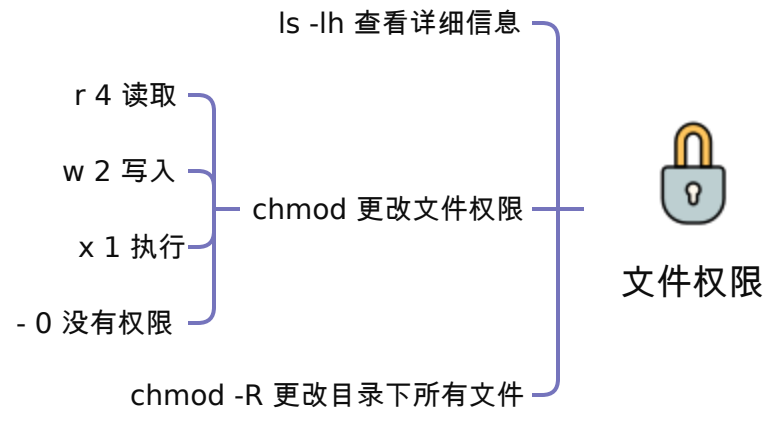 ls -lh 查看详细信息
r 4 读取
w 2 写入
chmod 更改文件权限
x 1 执行
文件权限
- 0 没有权限
chmod -R 更改目录下所有文件